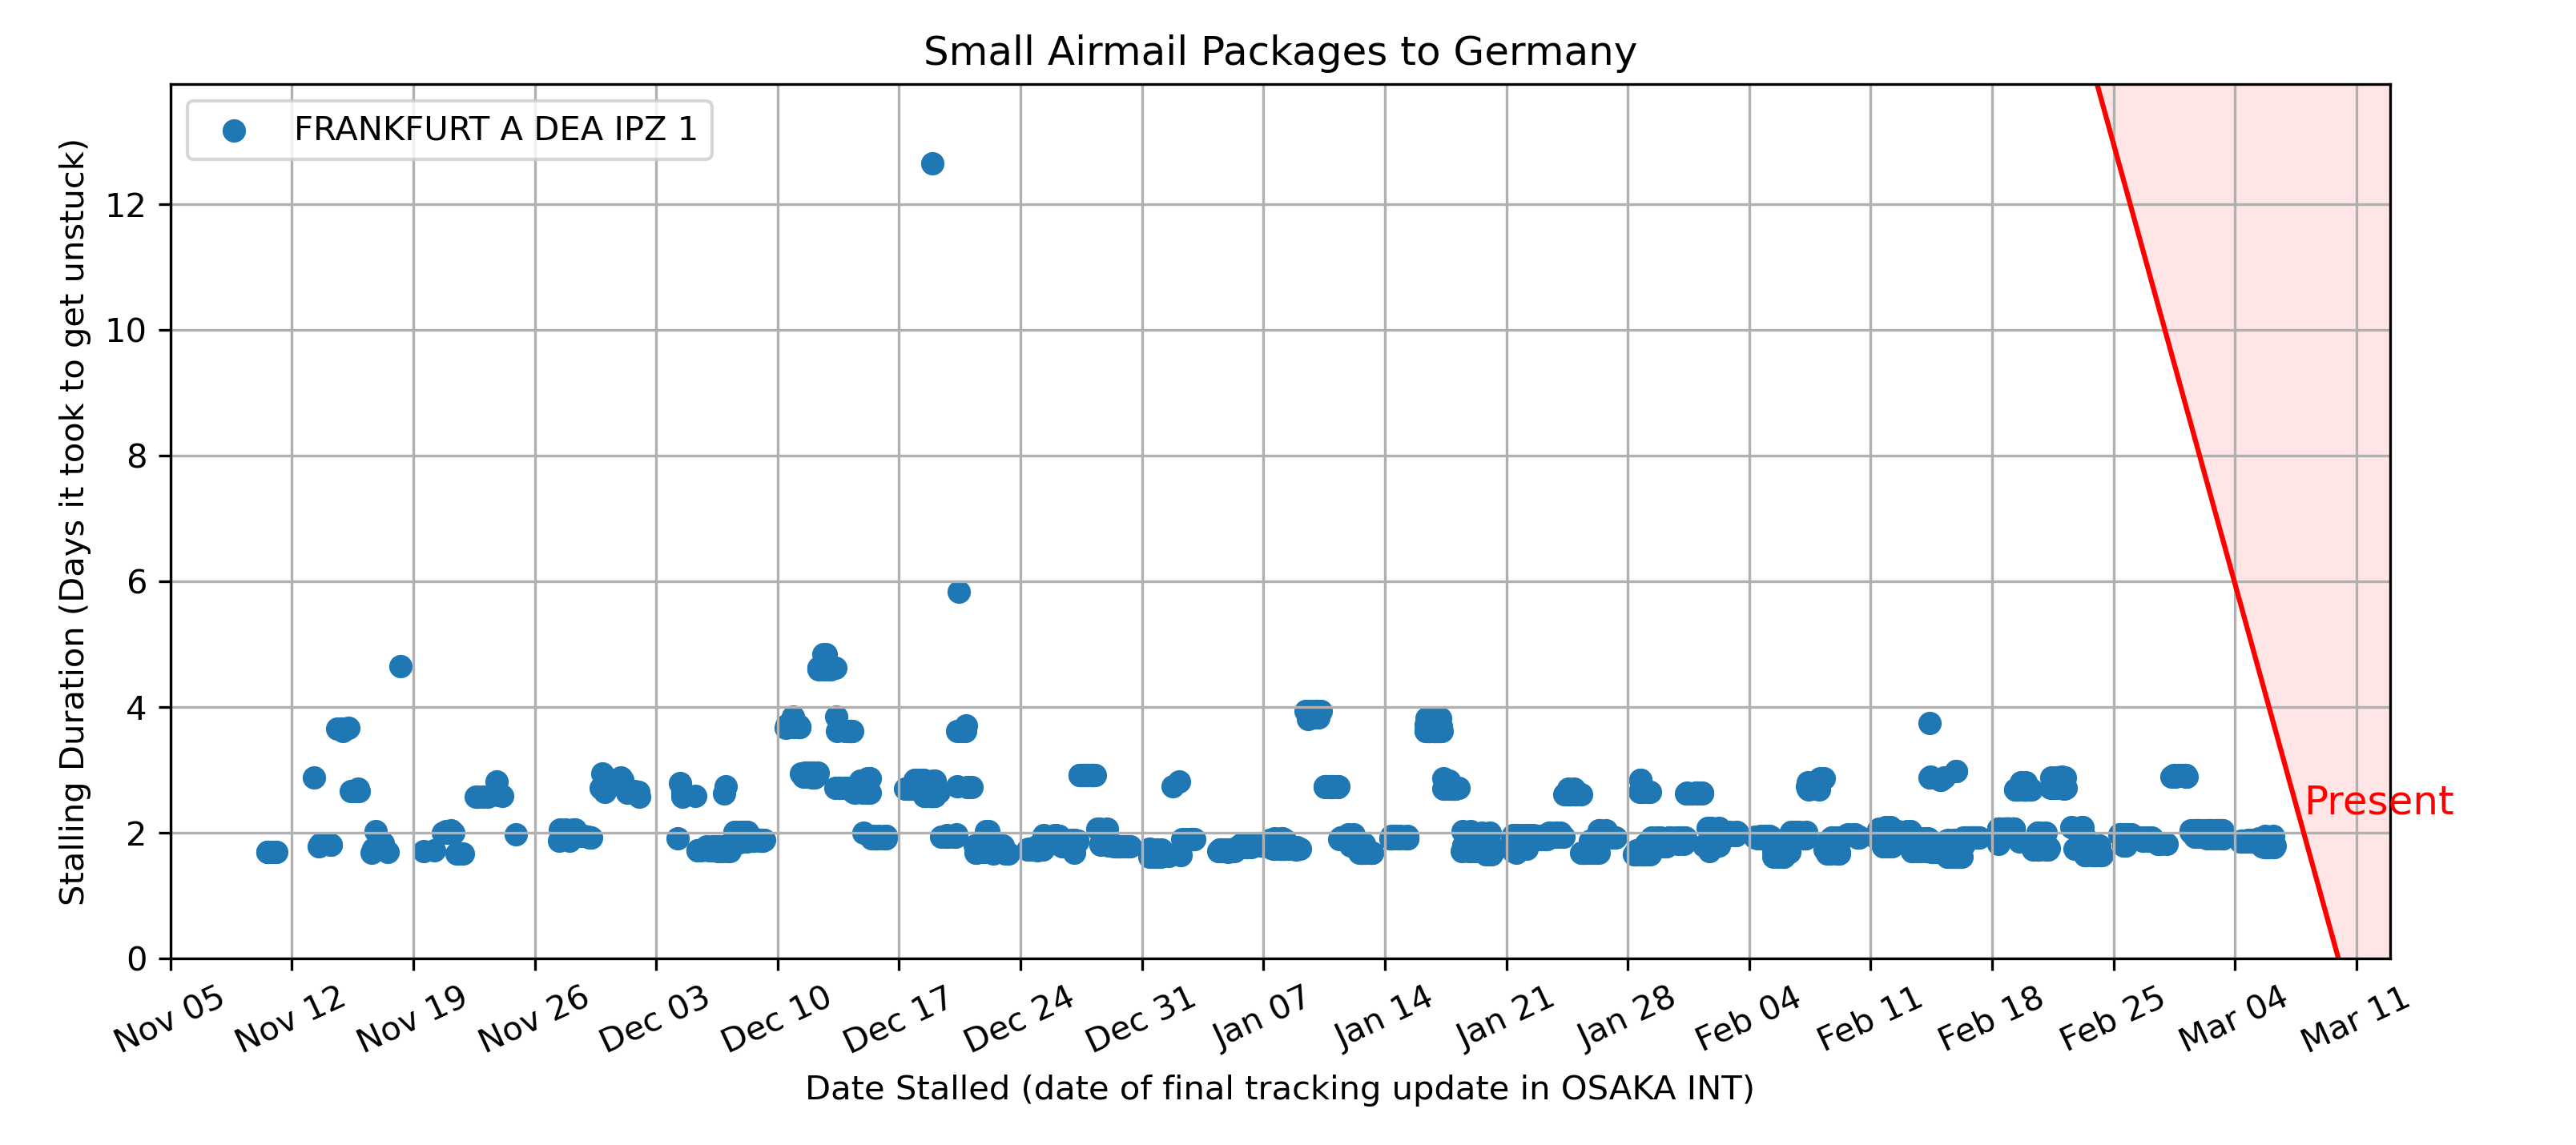 Small Airmail Packages to Germany
FRANKFURT A DEA IPZ 1
Stalling Duration (Days it took to get unstuck)
12
10
8
6
4
2
0
Present
Nov 05
Nov 12
Nov 19
Nov 26
Dec 03
Dec 10
Dec 17
Dec 24
Dec 31
Jan 07
Jan 14
Jan 21
Jan 28
Feb 04
Feb 11
Feb 18
Feb 25
Mar 04
Mar 11
Date Stalled (date of final tracking update in OSAKA INT)